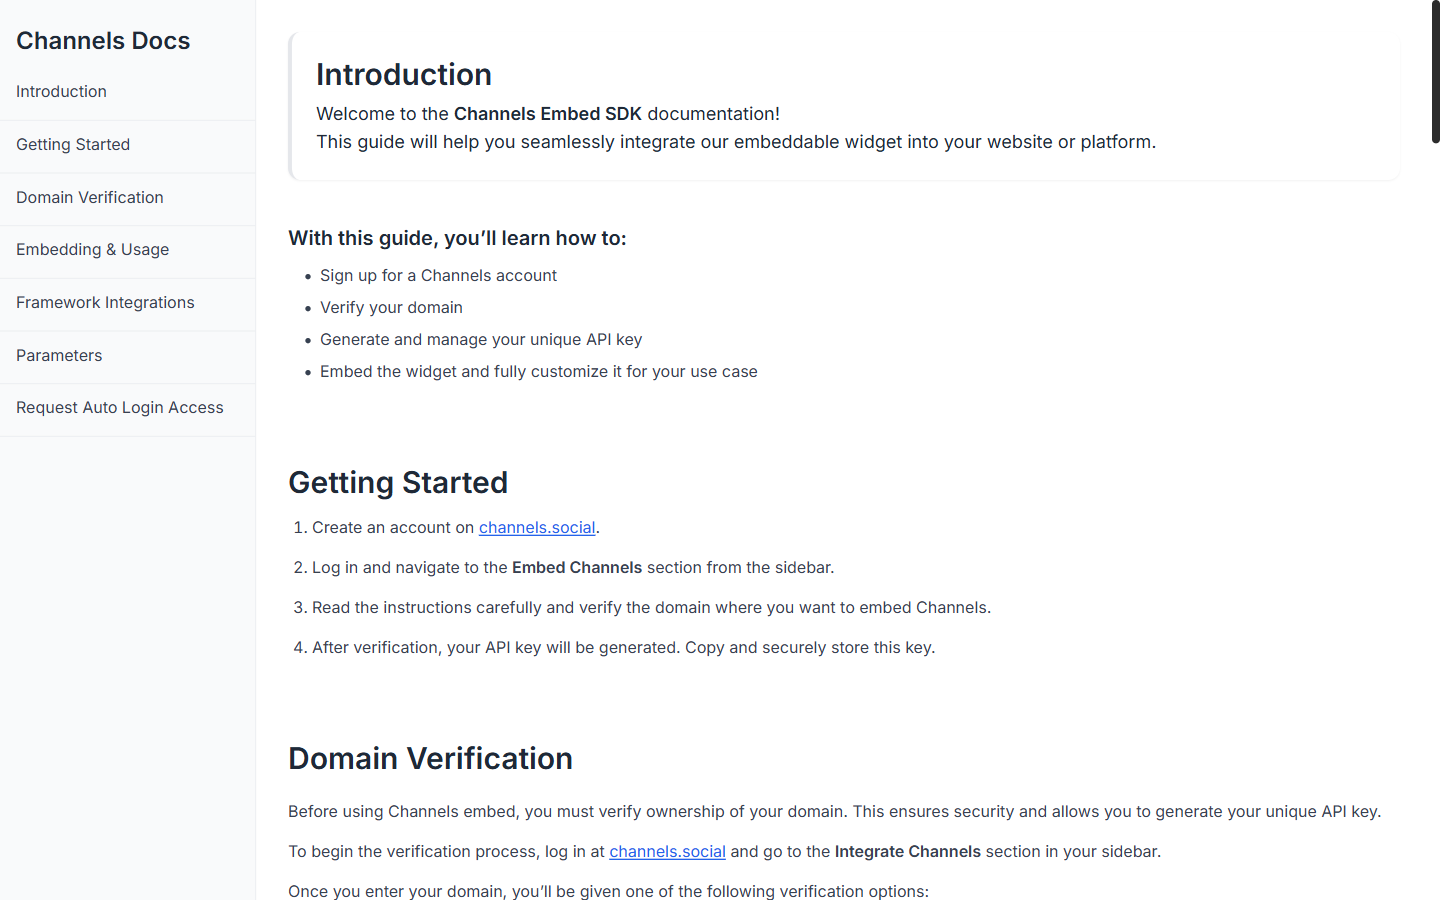 Channels Docs
Introduction
Getting Started
Domain Verification
Embedding & Usage
Framework Integrations
Parameters
Request Auto Login Access
Introduction
Welcome to the Channels Embed SDK documentation!
This guide will help you seamlessly integrate our embeddable widget into your website or platform.
With this guide, you’ll learn how to:
• Sign up for a Channels account
• Verify your domain
• Generate and manage your unique API key
• Embed the widget and fully customize it for your use case
Getting Started
1. Create an account on channels.social.
2. Log in and navigate to the Embed Channels section from the sidebar.
3. Read the instructions carefully and verify the domain where you want to embed Channels.
4. After verification, your API key will be generated. Copy and securely store this key.
Domain Verification
Before using Channels embed, you must verify ownership of your domain. This ensures security and allows you to generate your unique API key.
To begin the verification process, log in at channels.social and go to the Integrate Channels section in your sidebar.
Once you enter your domain, you’ll be given one of the following verification options: